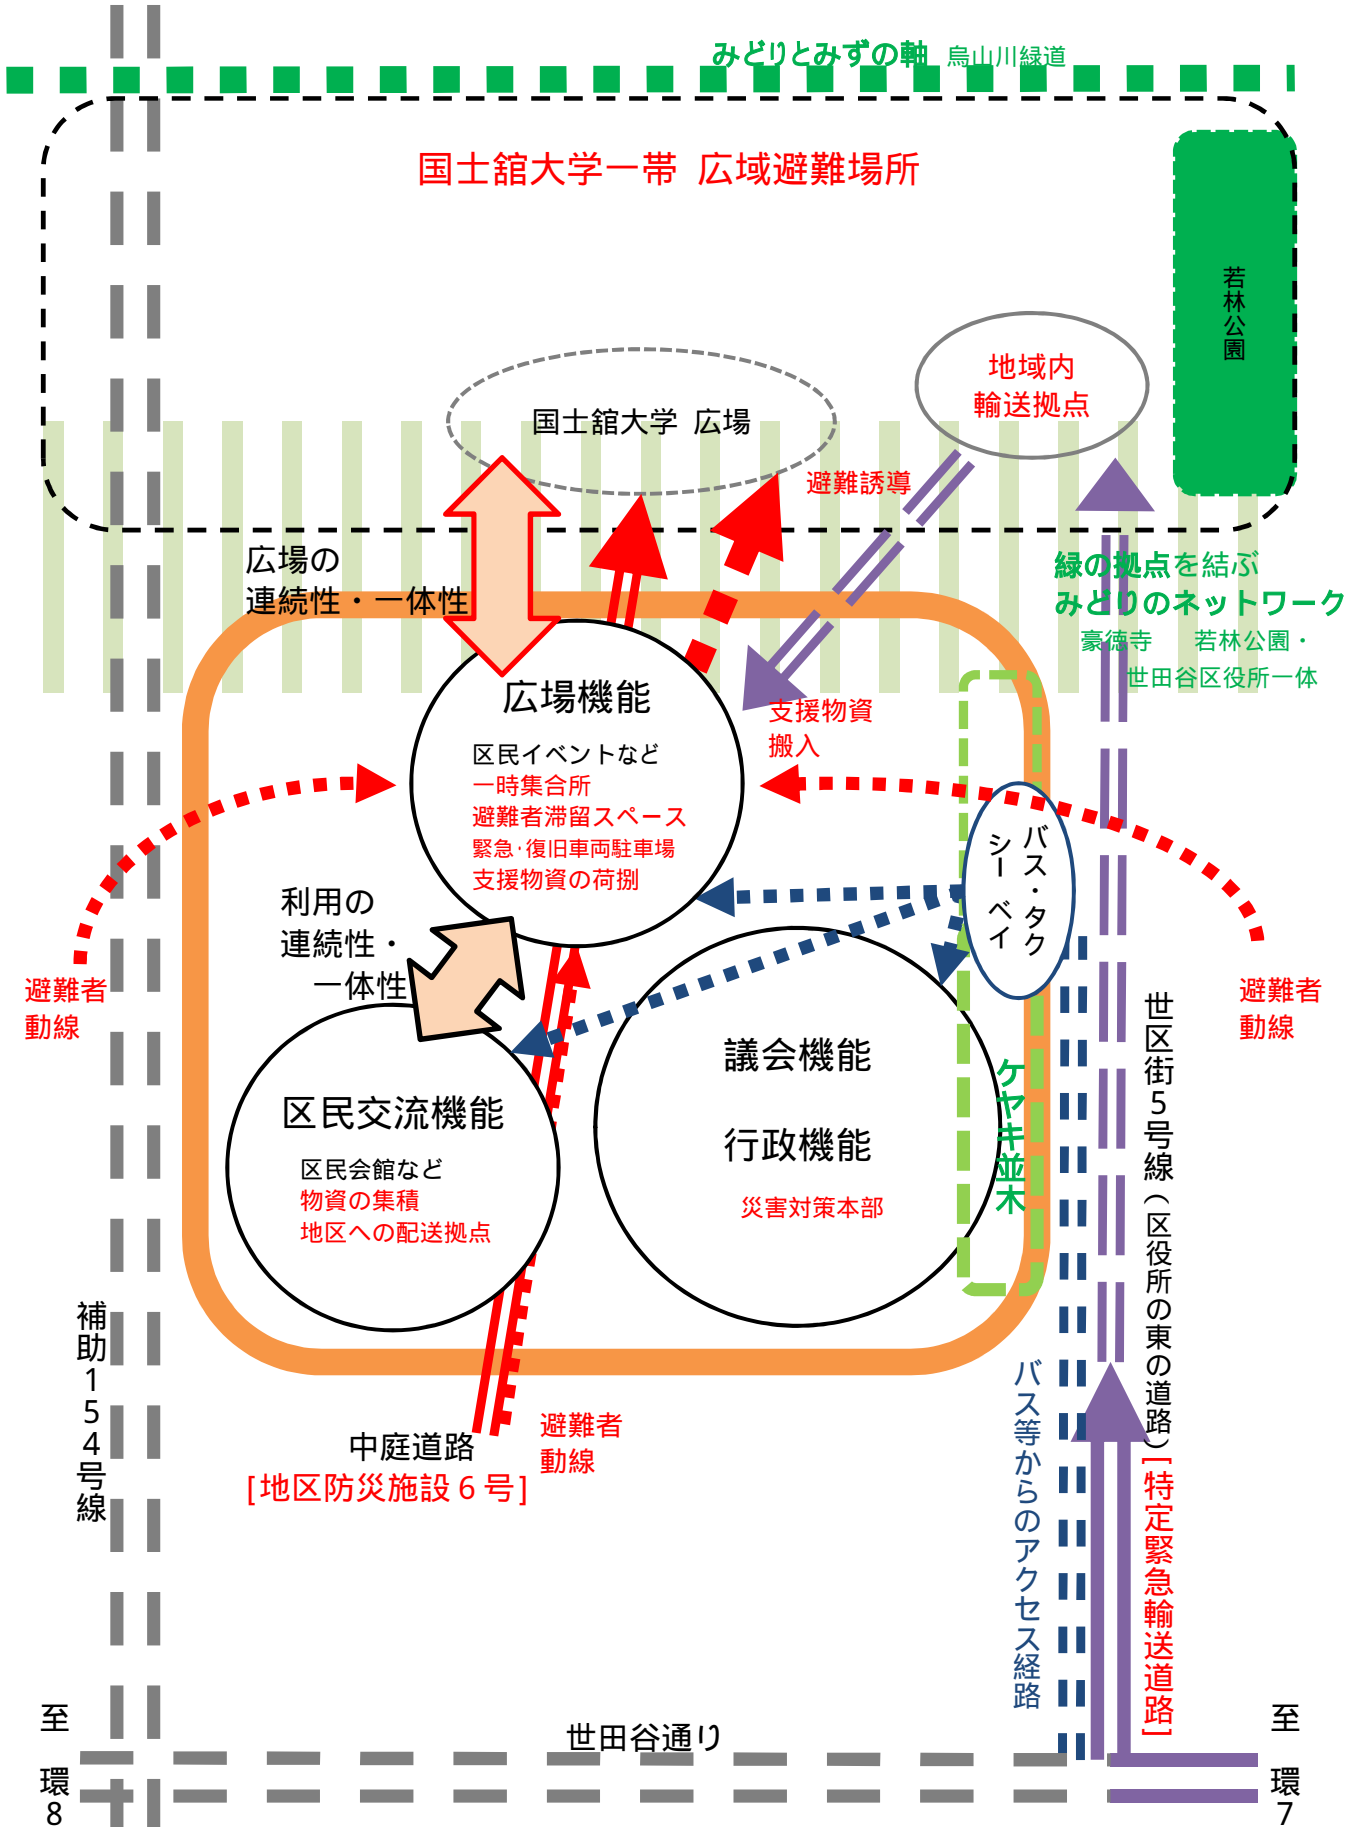 みどりとみずの軸 烏山川緑道
国士舘大学一帯 広域避難場所
若林公園
地域内
輸送拠点
国士舘大学 広場
避難誘導
広場の
連続性・一体性
緑の拠点を結ぶ
みどりのネットワーク
豪徳寺 若林公園・
世田谷区役所一体
広場機能
区民イベントなど
一時集合所
避難者滞留スペース
緊急・復旧車両駐車場
支援物資の荷捌
支援物資
搬入
バス・タク
シー ベイ
利用の
連続性・
一体性
避難者
動線
避難者
動線
議会機能
行政機能
災害対策本部
ケヤキ並木
区民交流機能
区民会館など
物資の集積
地区への配送拠点
世区街5号線(区役所の東の道路)[特定緊急輸送道路]
補助154号線
バス等からのアクセス経路
中庭道路
[地区防災施設6号]
避難者
動線
世田谷通り
至 環8
至 環7